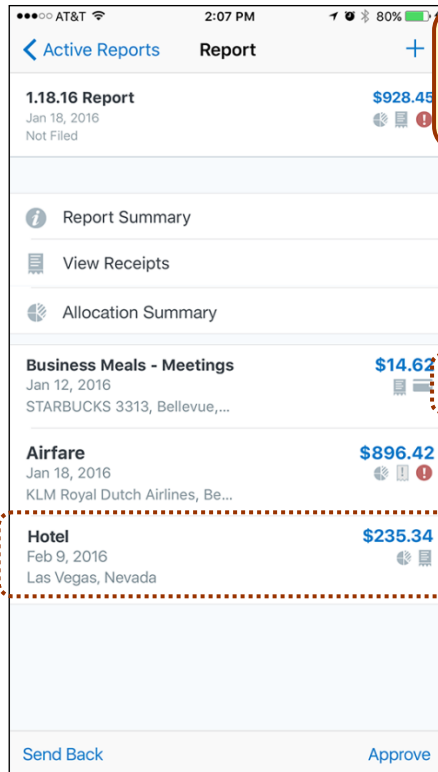 AT&T 2:07 PM 80%
Active Reports Report +
1.18.16 Report $928.45
Jan 18, 2016
Not Filed
Report Summary
View Receipts
Allocation Summary
Business Meals - Meetings $14.62
Jan 12, 2016
STARBUCKS 3313, Bellevue,...
Airfare $896.42
Jan 18, 2016
KLM Royal Dutch Airlines, Be...
Hotel $235.34
Feb 9, 2016
Las Vegas, Nevada
Send Back Approve